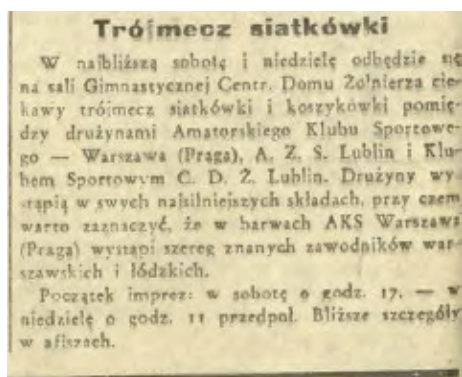 Trójmecz siatkówki
W najbliższą sobotę i niedzielę odbędzie się
na sali Gimnastycznej Centr. Domu Żołnierza cie-
kawy trójmecz siatkówki i koszykówki pomię-
dzy drużynami Amatorskiego Klubu Sportowe-
go — Warszawa (Praga), A. Z. S. Lublin i Klu-
bem Sportowym C. D. Ż. Lublin. Drużyny wy-
stąpią w swych najsilniejszych składach, przy czem
warto zaznaczyć, że w barwach AKS Warszawa
(Praga) wystąpi szereg znanych zawodników war-
szawskich i łódzkich.
Początek imprez: w sobotę o godz. 17. — w
niedzielę o godz. 11 przedpoł. Bliższe szczegóły
w afiszach.